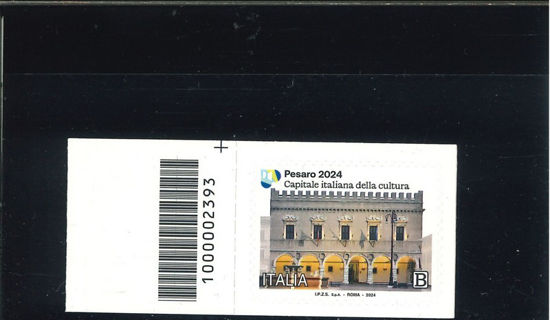 1000002393
Pesaro 2024
Capitale italiana della cultura
ITALIA
B
I.P.Z.S. S.p.A. - ROMA - 2024